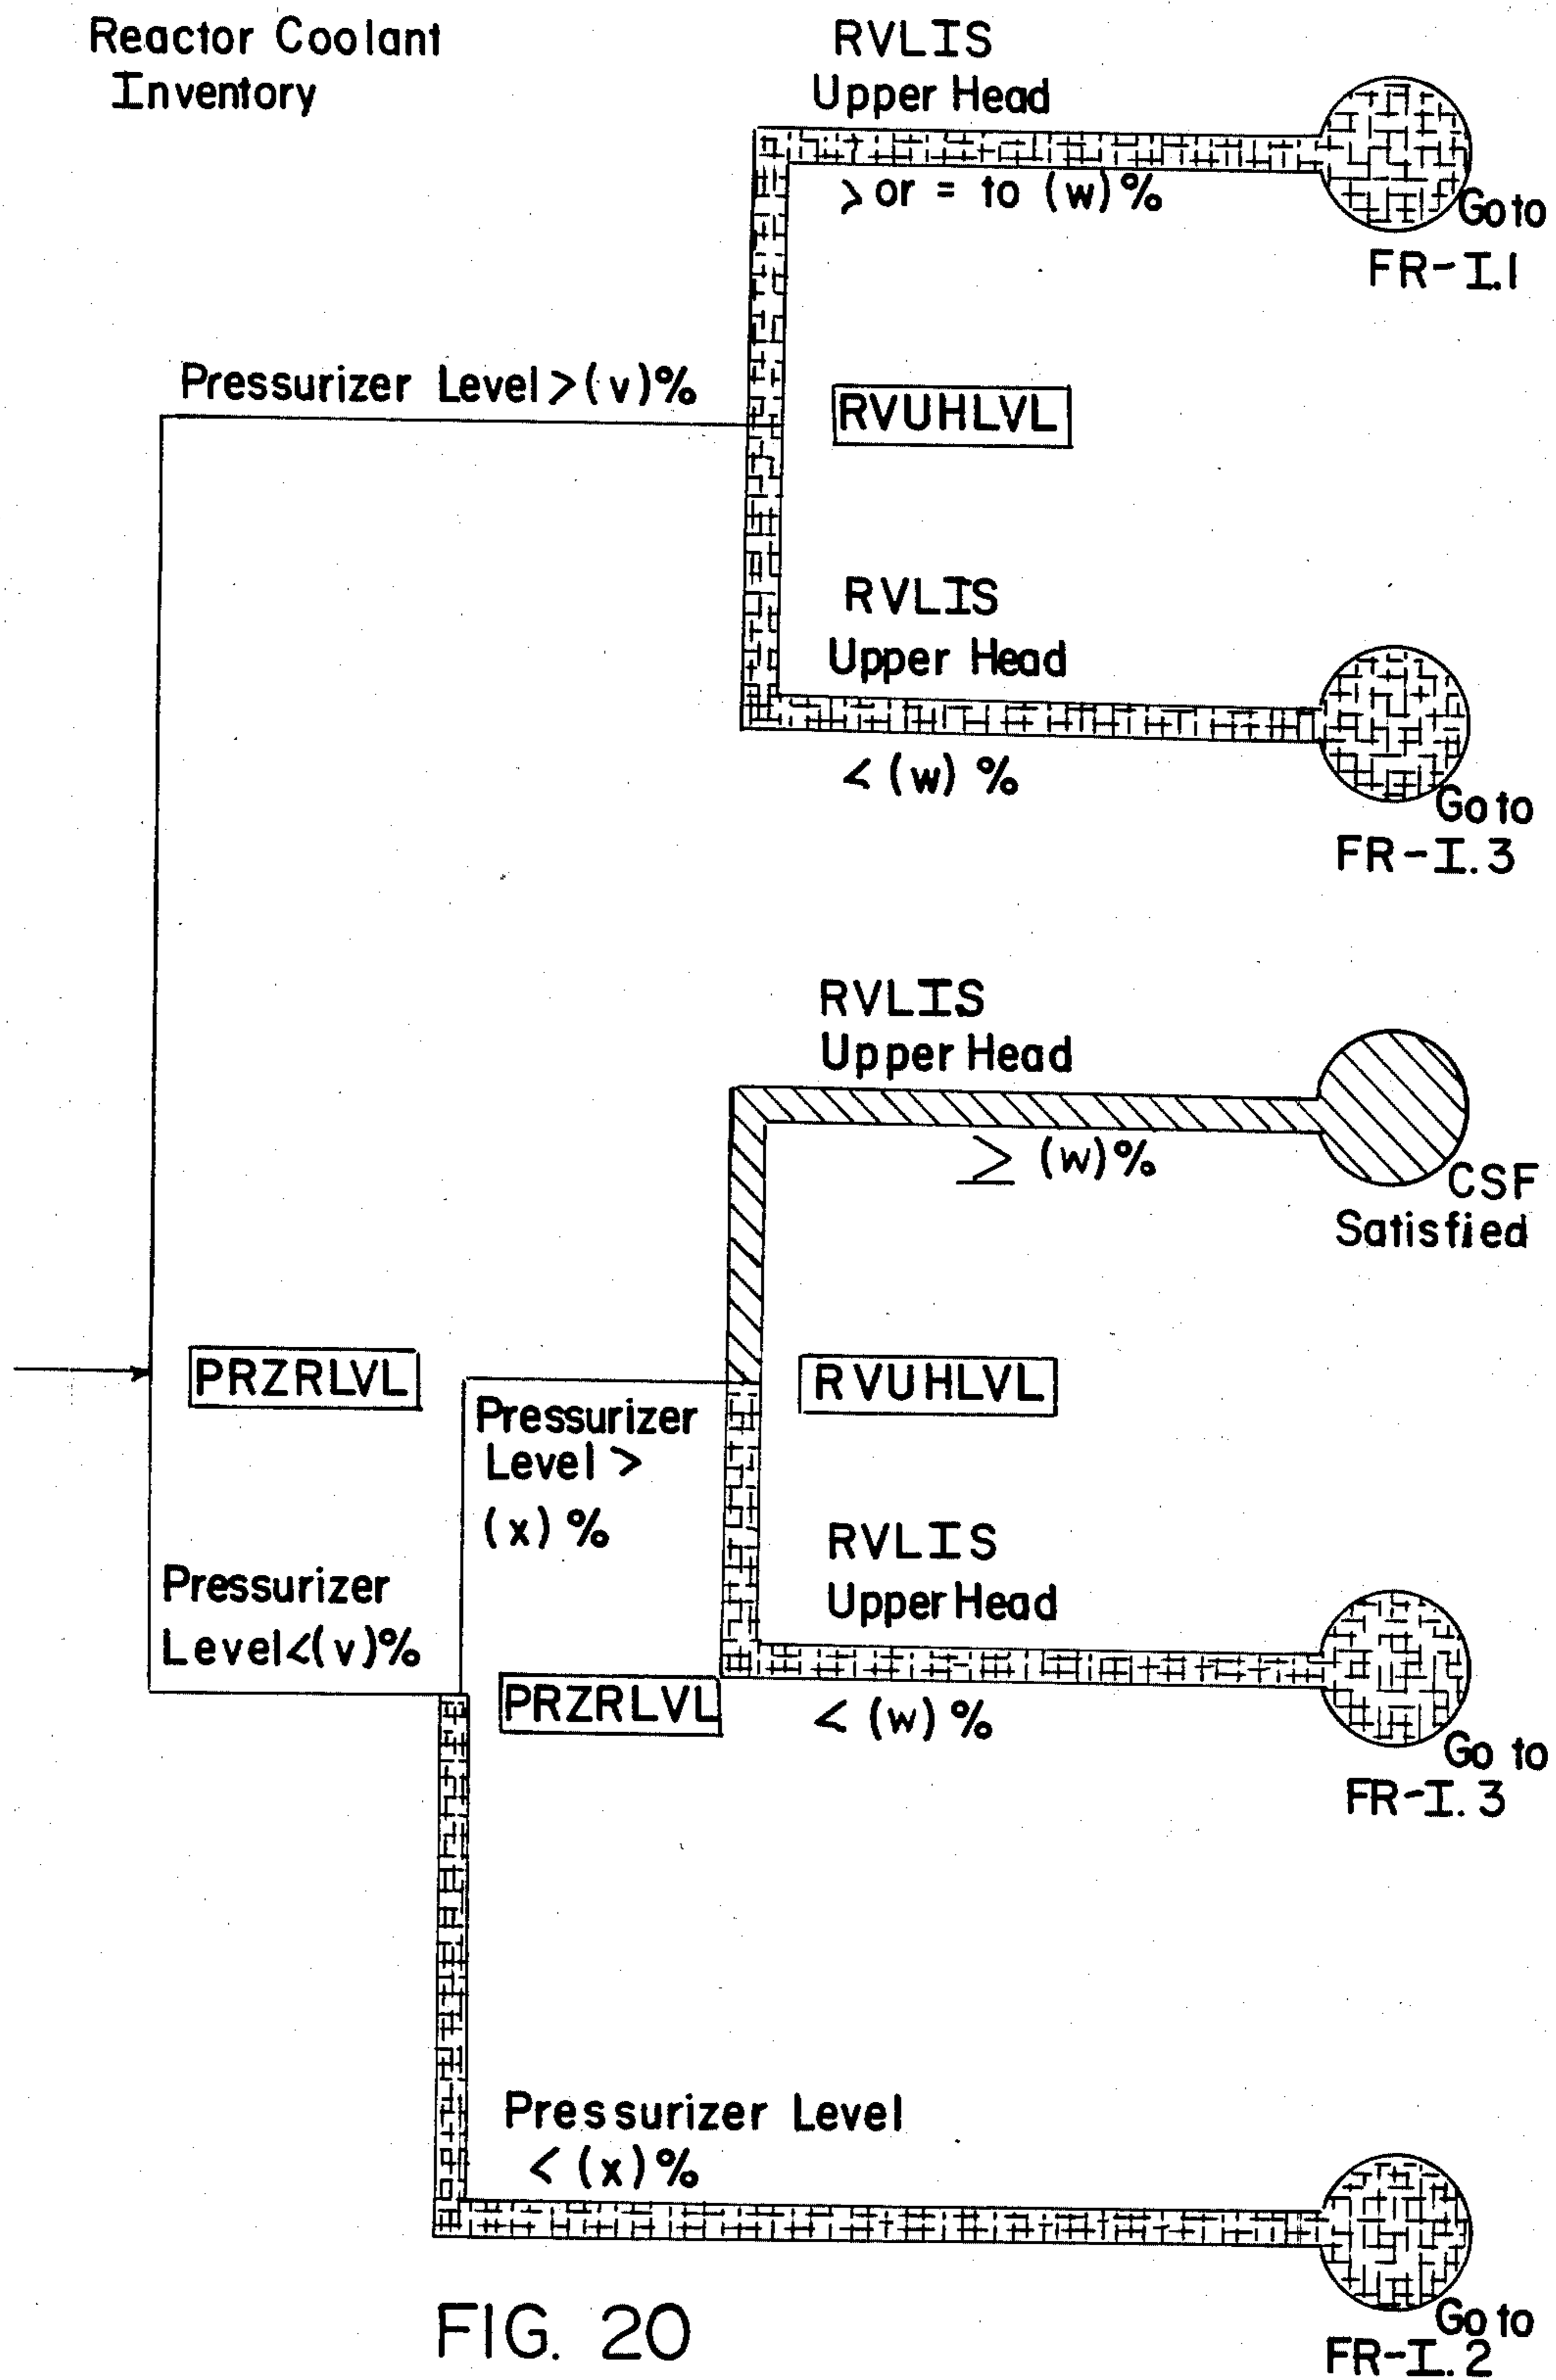 Reactor Coolant
Inventory
RVLIS
Upper Head
> or = to (w)%
Go to
FR-I.1
Pressurizer Level >(v)%
RVUHLVL
RVLIS
Upper Head
< (w) %
Go to
FR-I.3
RVLIS
Upper Head
≥ (w)%
CSF
Satisfied
PRZRLVL
Pressurizer
Level >
(x) %
RVUHLVL
Pressurizer
Level<(v)%
RVLIS
Upper Head
PRZRLVL
< (w) %
Go to
FR-I.3
Pressurizer Level
< (x) %
Go to
FR-I.2
FIG. 20